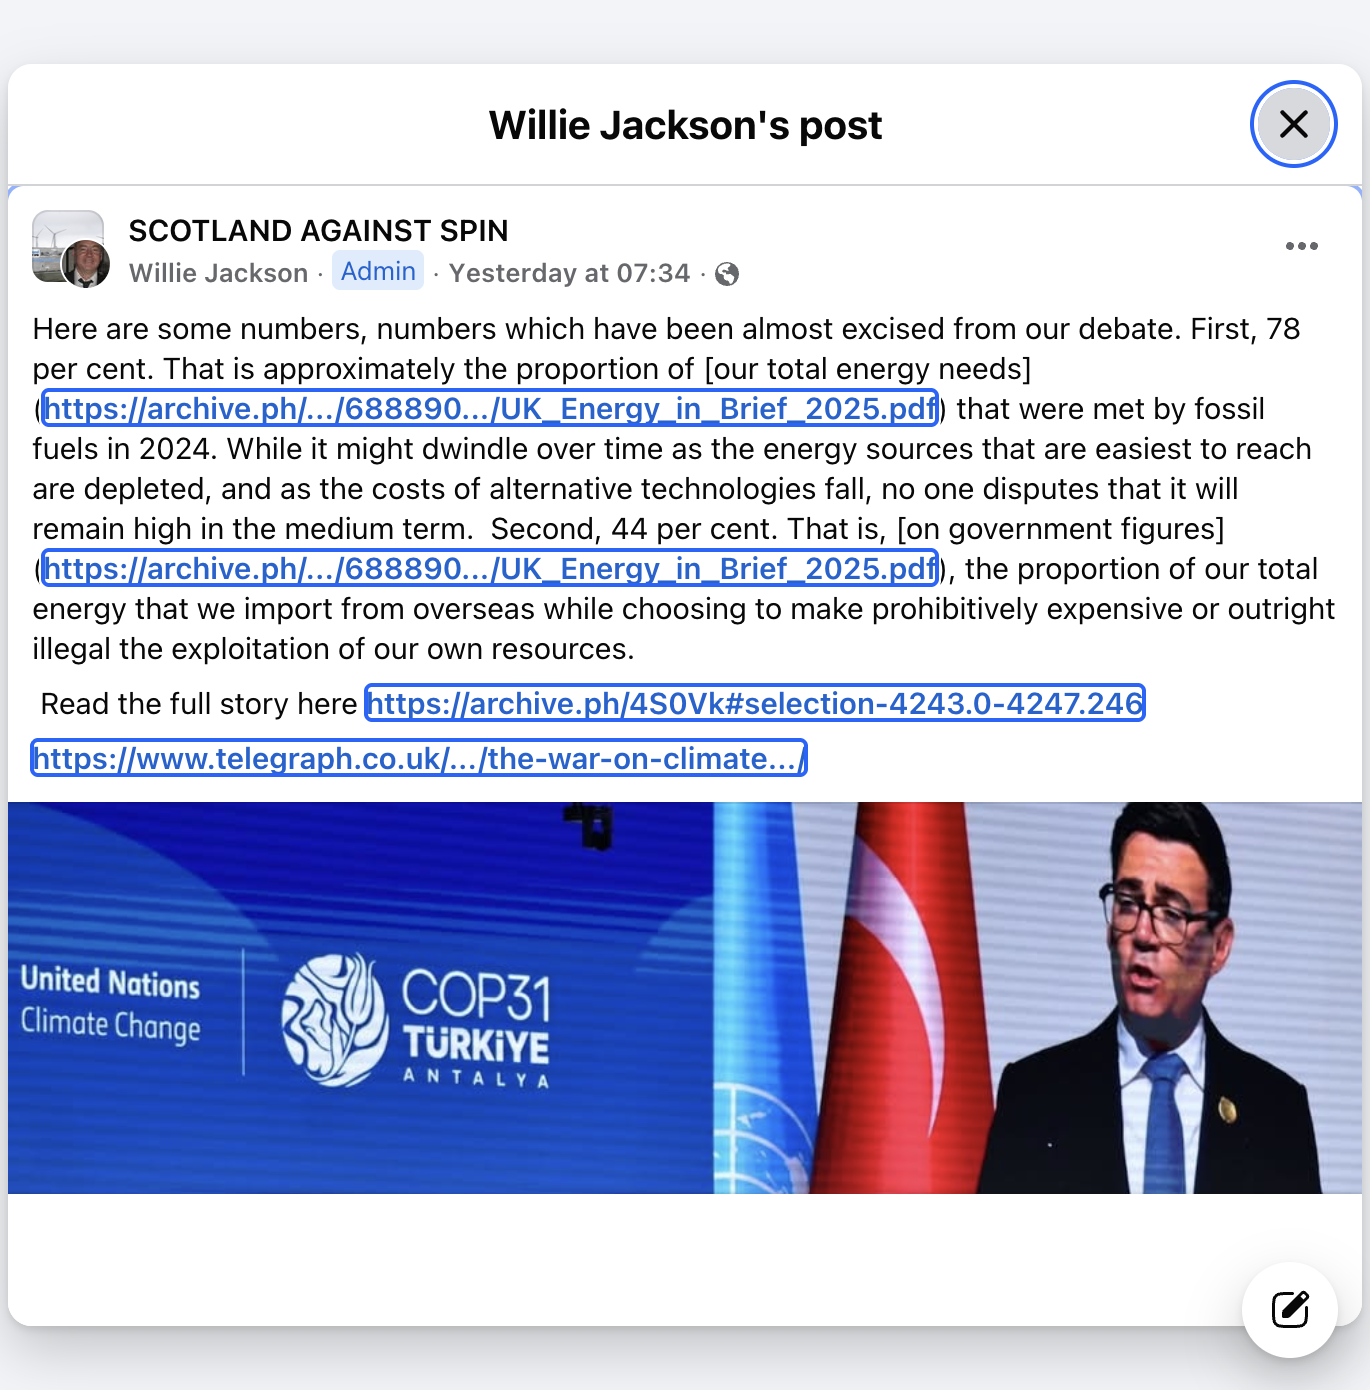 Willie Jackson's post
SCOTLAND AGAINST SPIN
Willie Jackson · Admin · Yesterday at 07:34 ·
Here are some numbers, numbers which have been almost excised from our debate. First, 78
per cent. That is approximately the proportion of [our total energy needs]
(https://archive.ph/.../688890.../UK_Energy_in_Brief_2025.pdf) that were met by fossil
fuels in 2024. While it might dwindle over time as the energy sources that are easiest to reach
are depleted, and as the costs of alternative technologies fall, no one disputes that it will
remain high in the medium term.  Second, 44 per cent. That is, [on government figures]
(https://archive.ph/.../688890.../UK_Energy_in_Brief_2025.pdf), the proportion of our total
energy that we import from overseas while choosing to make prohibitively expensive or outright
illegal the exploitation of our own resources.
Read the full story here https://archive.ph/4S0Vk#selection-4243.0-4247.246
https://www.telegraph.co.uk/.../the-war-on-climate.../
United Nations
Climate Change
COP31
TÜRKİYE
ANTALYA